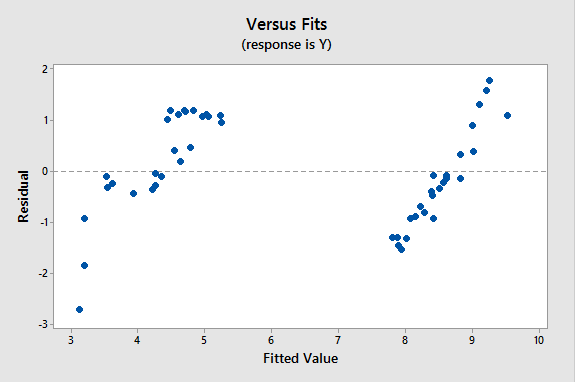 Versus Fits
(response is Y)
2
1
0
-1
-2
-3
Residual
3 4 5 6 7 8 9 10
Fitted Value